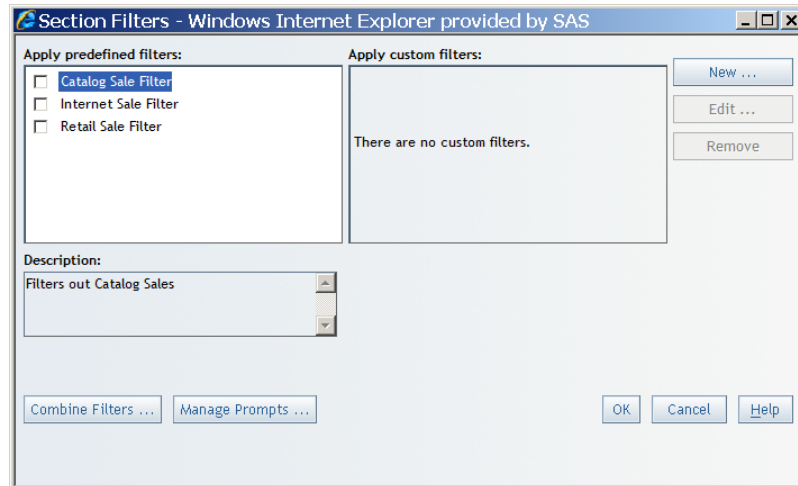 Section Filters - Windows Internet Explorer provided by SAS
Apply predefined filters:
Catalog Sale Filter
Internet Sale Filter
Retail Sale Filter
Apply custom filters:
There are no custom filters.
New ...
Edit ...
Remove
Description:
Filters out Catalog Sales
Combine Filters ...
Manage Prompts ...
OK
Cancel
Help